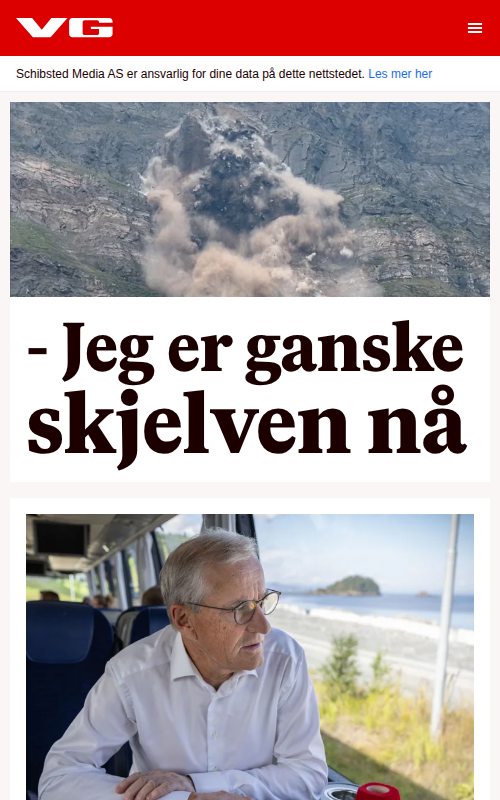 VG
Schibsted Media AS er ansvarlig for dine data på dette nettstedet. Les mer her
- Jeg er ganske
skjelven nå